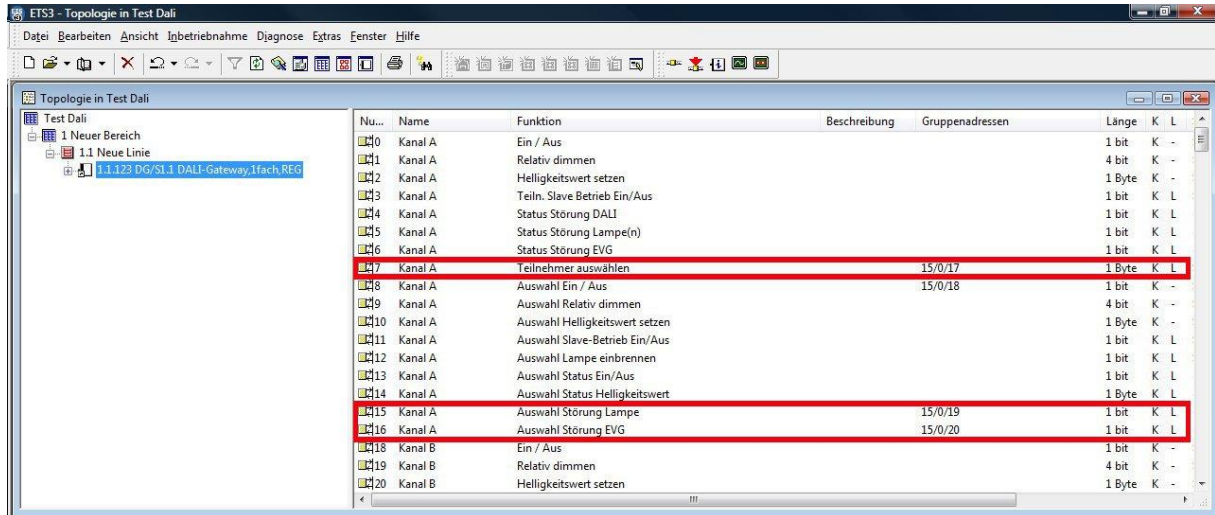 ETS3 - Topologie in Test Dali
Datei Bearbeiten Ansicht Inbetriebnahme Diagnose Extras Fenster Hilfe
Topologie in Test Dali
Test Dali
1 Neuer Bereich
1.1 Neue Linie
1.1.123 DG/S1.1 DALI-Gateway,1fach,REG
Nu... Name Funktion Beschreibung Gruppenadressen Länge K L
0 Kanal A Ein / Aus 1 bit K -
1 Kanal A Relativ dimmen 4 bit K -
2 Kanal A Helligkeitswert setzen 1 Byte K -
3 Kanal A Teiln. Slave Betrieb Ein/Aus 1 bit K L
4 Kanal A Status Störung DALI 1 bit K L
5 Kanal A Status Störung Lampe(n) 1 bit K L
6 Kanal A Status Störung EVG 1 bit K L
7 Kanal A Teilnehmer auswählen 15/0/17 1 Byte K L
8 Kanal A Auswahl Ein / Aus 15/0/18 1 bit K -
9 Kanal A Auswahl Relativ dimmen 4 bit K -
10 Kanal A Auswahl Helligkeitswert setzen 1 Byte K -
11 Kanal A Auswahl Slave-Betrieb Ein/Aus 1 bit K L
12 Kanal A Auswahl Lampe einbrennen 1 bit K L
13 Kanal A Auswahl Status Ein/Aus 1 bit K L
14 Kanal A Auswahl Status Helligkeitswert 1 Byte K L
15 Kanal A Auswahl Störung Lampe 15/0/19 1 bit K L
16 Kanal A Auswahl Störung EVG 15/0/20 1 bit K L
18 Kanal B Ein / Aus 1 bit K -
19 Kanal B Relativ dimmen 4 bit K -
20 Kanal B Helligkeitswert setzen 1 Byte K -